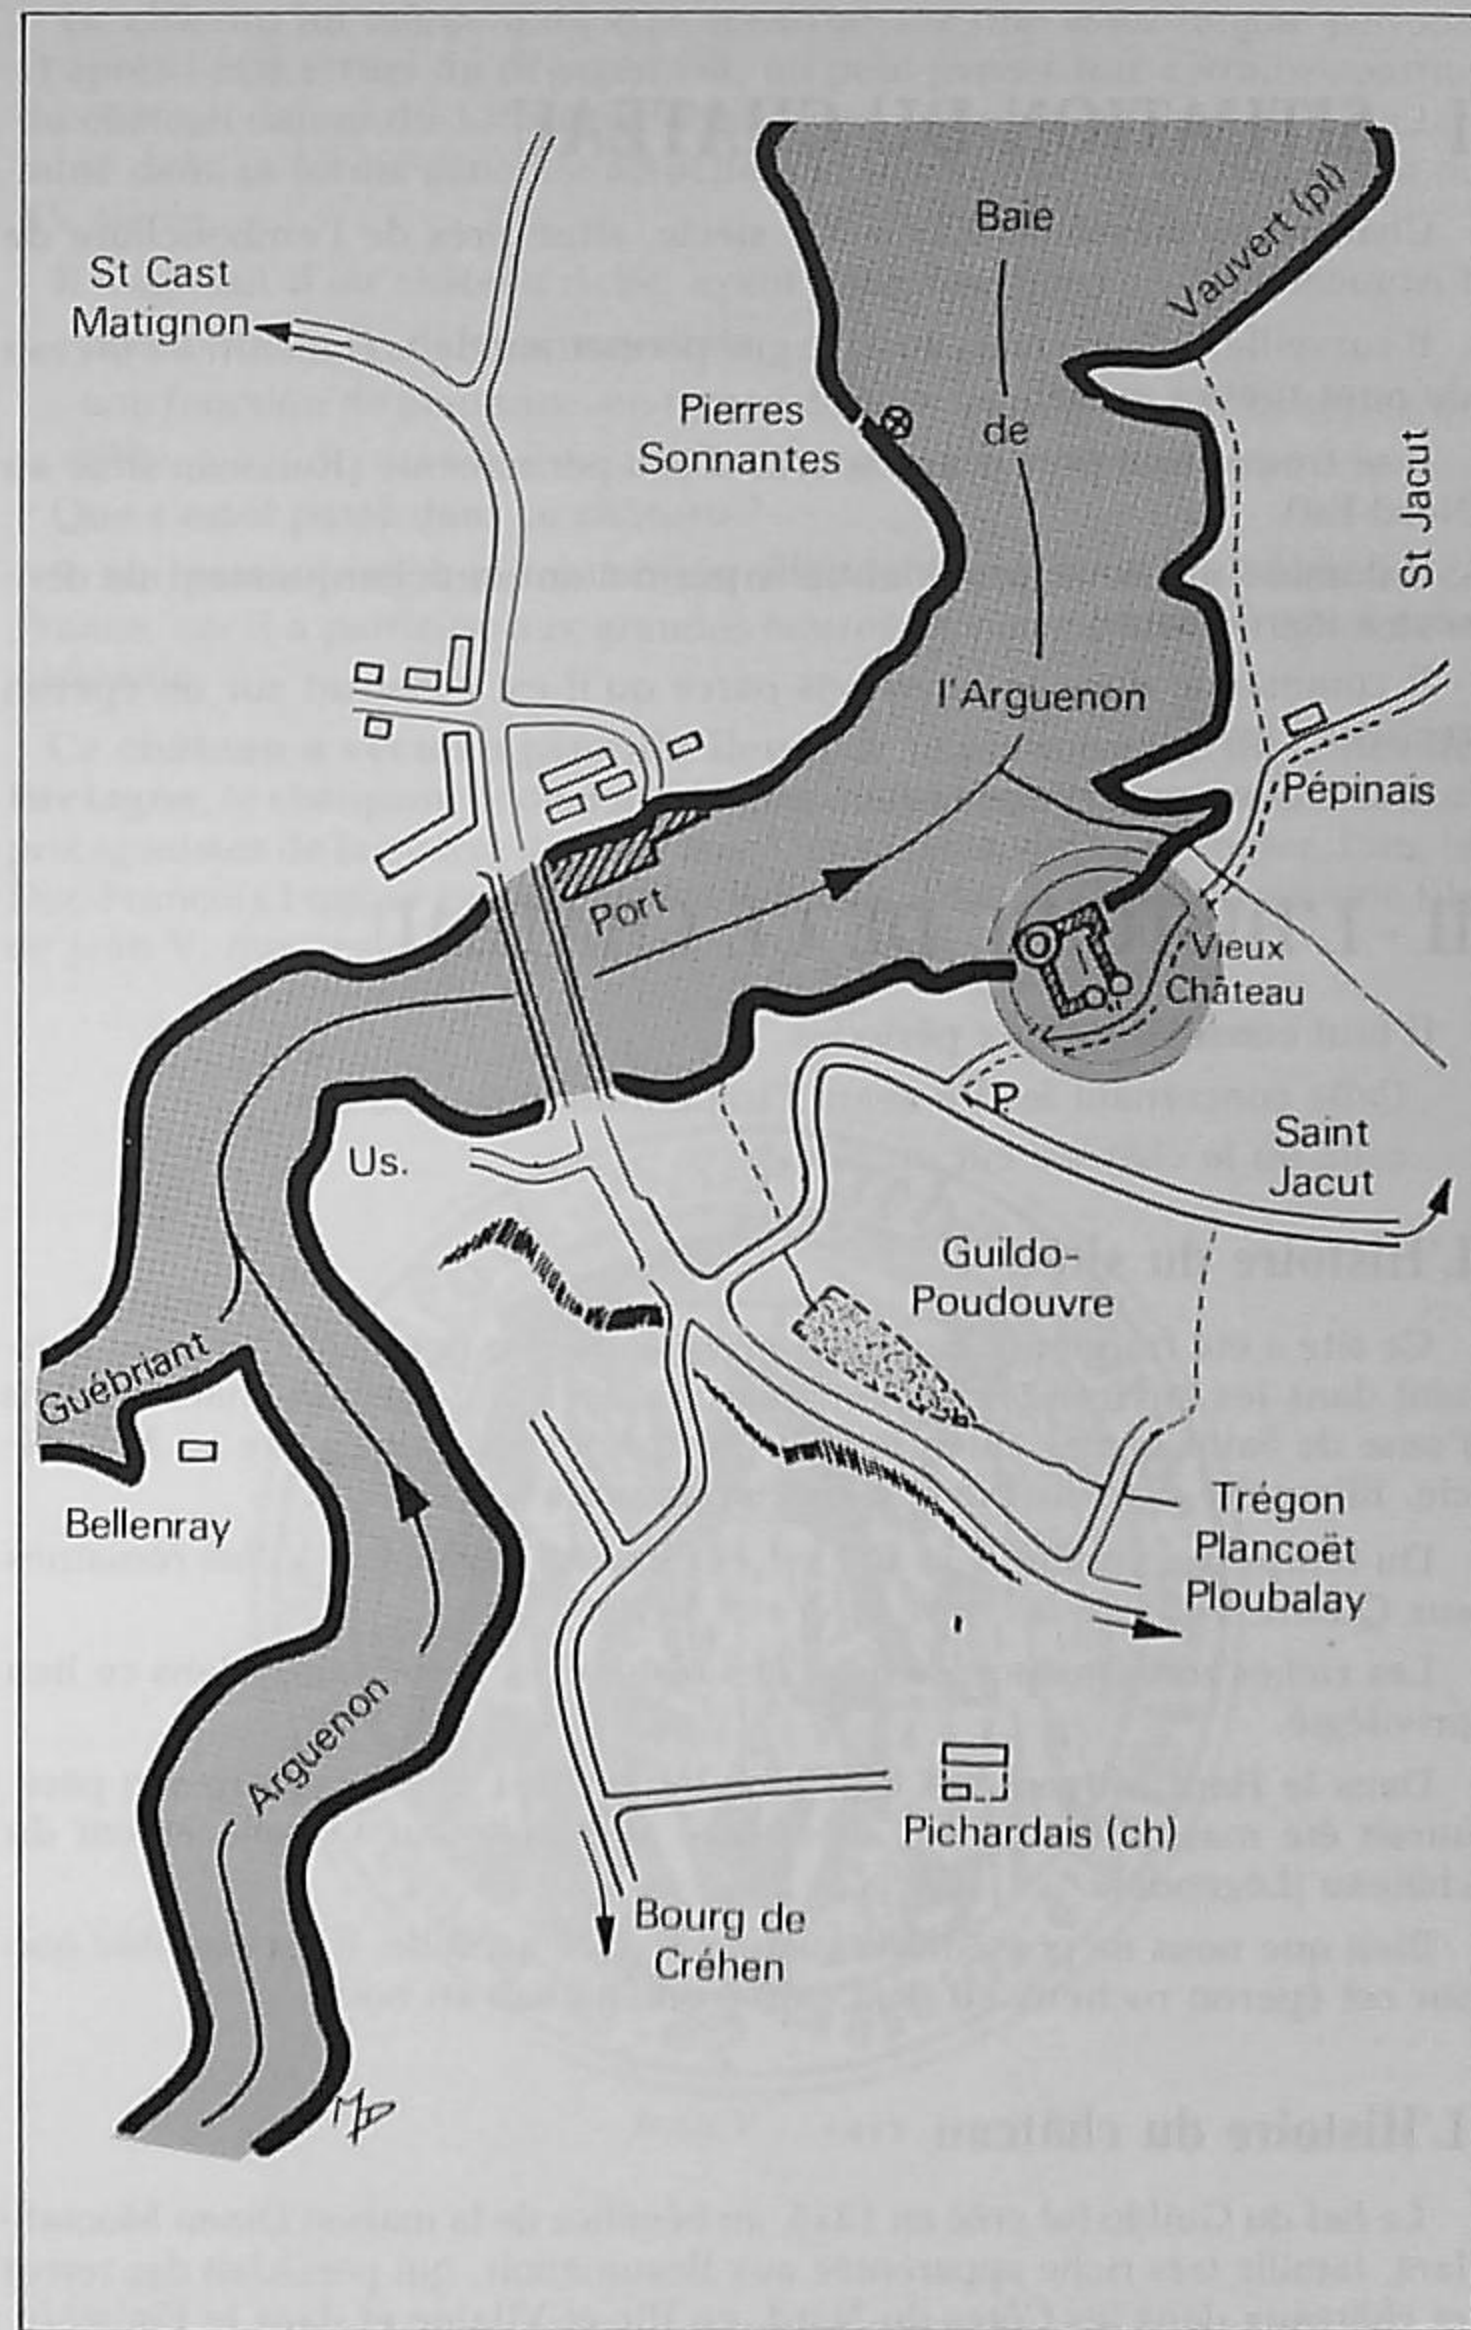 Baie
de
l'Arguenon
Vauvert (pl)
St Cast
Matignon
Pierres
Sonnantes
St Jacut
Pépinais
Port
Vieux
Château
P.
Us.
Saint
Jacut
Guildo-
Poudouvre
Guébriant
Bellenray
Trégon
Plancoët
Ploubalay
Arguenon
Pichardais (ch)
Bourg de
Créhen